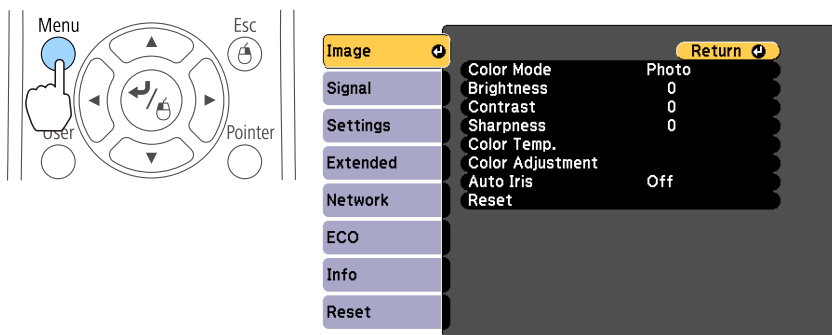 Menu
Esc
User
Pointer
Image
Signal
Settings
Extended
Network
ECO
Info
Reset
Return
Color Mode Photo
Brightness 0
Contrast 0
Sharpness 0
Color Temp.
Color Adjustment
Auto Iris Off
Reset